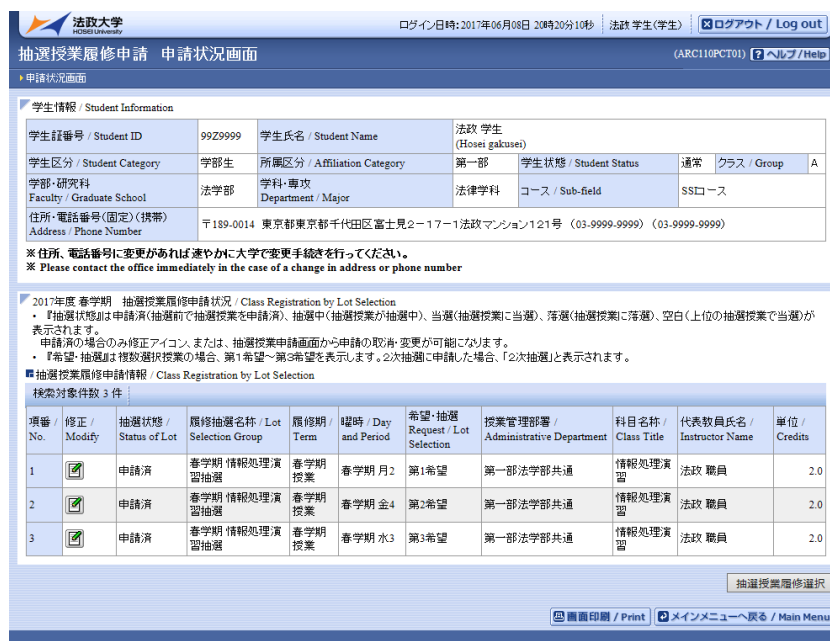 法政大学
HOSEI University
ログイン日時:2017年06月08日 20時20分10秒 法政 学生(学生) ログアウト / Log out
抽選授業履修申請 申請状況画面 (ARC110PCT01) ヘルプ/Help
申請状況画面
学生情報 / Student Information
学生証番号 / Student ID 99Z9999 学生氏名 / Student Name 法政 学生
(Hosei gakusei)
学生区分 / Student Category 学部生 所属区分 / Affiliation Category 第一部 学生状態 / Student Status 通常 クラス / Group A
学部・研究科
Faculty / Graduate School 法学部 学科・専攻
Department / Major 法律学科 コース / Sub-field SSIコース
住所・電話番号(固定)(携帯)
Address / Phone Number 〒189-0014 東京都東京都千代田区富士見2-17-1法政マンション121号 (03-9999-9999) (03-9999-9999)
※住所、電話番号に変更があれば速やかに大学で変更手続きを行ってください。
※ Please contact the office immediately in the case of a change in address or phone number
2017年度 春学期 抽選授業履修申請状況 / Class Registration by Lot Selection
・『抽選状態』は申請済(抽選前で抽選授業を申請済)、抽選中(抽選授業が抽選中)、当選(抽選授業に当選)、落選(抽選授業に落選)、空白(上位の抽選授業で当選)が
表示されます。
申請済の場合のみ修正アイコン、または、抽選授業申請画面から申請の取消・変更が可能になります。
・『希望・抽選』は複数選択授業の場合、第1希望～第3希望を表示します。2次抽選に申請した場合、「2次抽選」と表示されます。
抽選授業履修申請情報 / Class Registration by Lot Selection
検索対象件数 3 件
項番 / No. 修正 / Modify 抽選状態 / Status of Lot 履修抽選名称 / Lot Selection Group 履修期 / Term 曜時 / Day and Period 希望・抽選 Request / Lot Selection 授業管理部署 / Administrative Department 科目名称 / Class Title 代表教員氏名 / Instructor Name 単位 / Credits
1 申請済 春学期 情報処理演習抽選 春学期授業 春学期 月2 第1希望 第一部法学部共通 情報処理演習 法政 職員 2.0
2 申請済 春学期 情報処理演習抽選 春学期授業 春学期 金4 第2希望 第一部法学部共通 情報処理演習 法政 職員 2.0
3 申請済 春学期 情報処理演習抽選 春学期授業 春学期 水3 第3希望 第一部法学部共通 情報処理演習 法政 職員 2.0
抽選授業履修選択
画面印刷 / Print メインメニューへ戻る / Main Menu